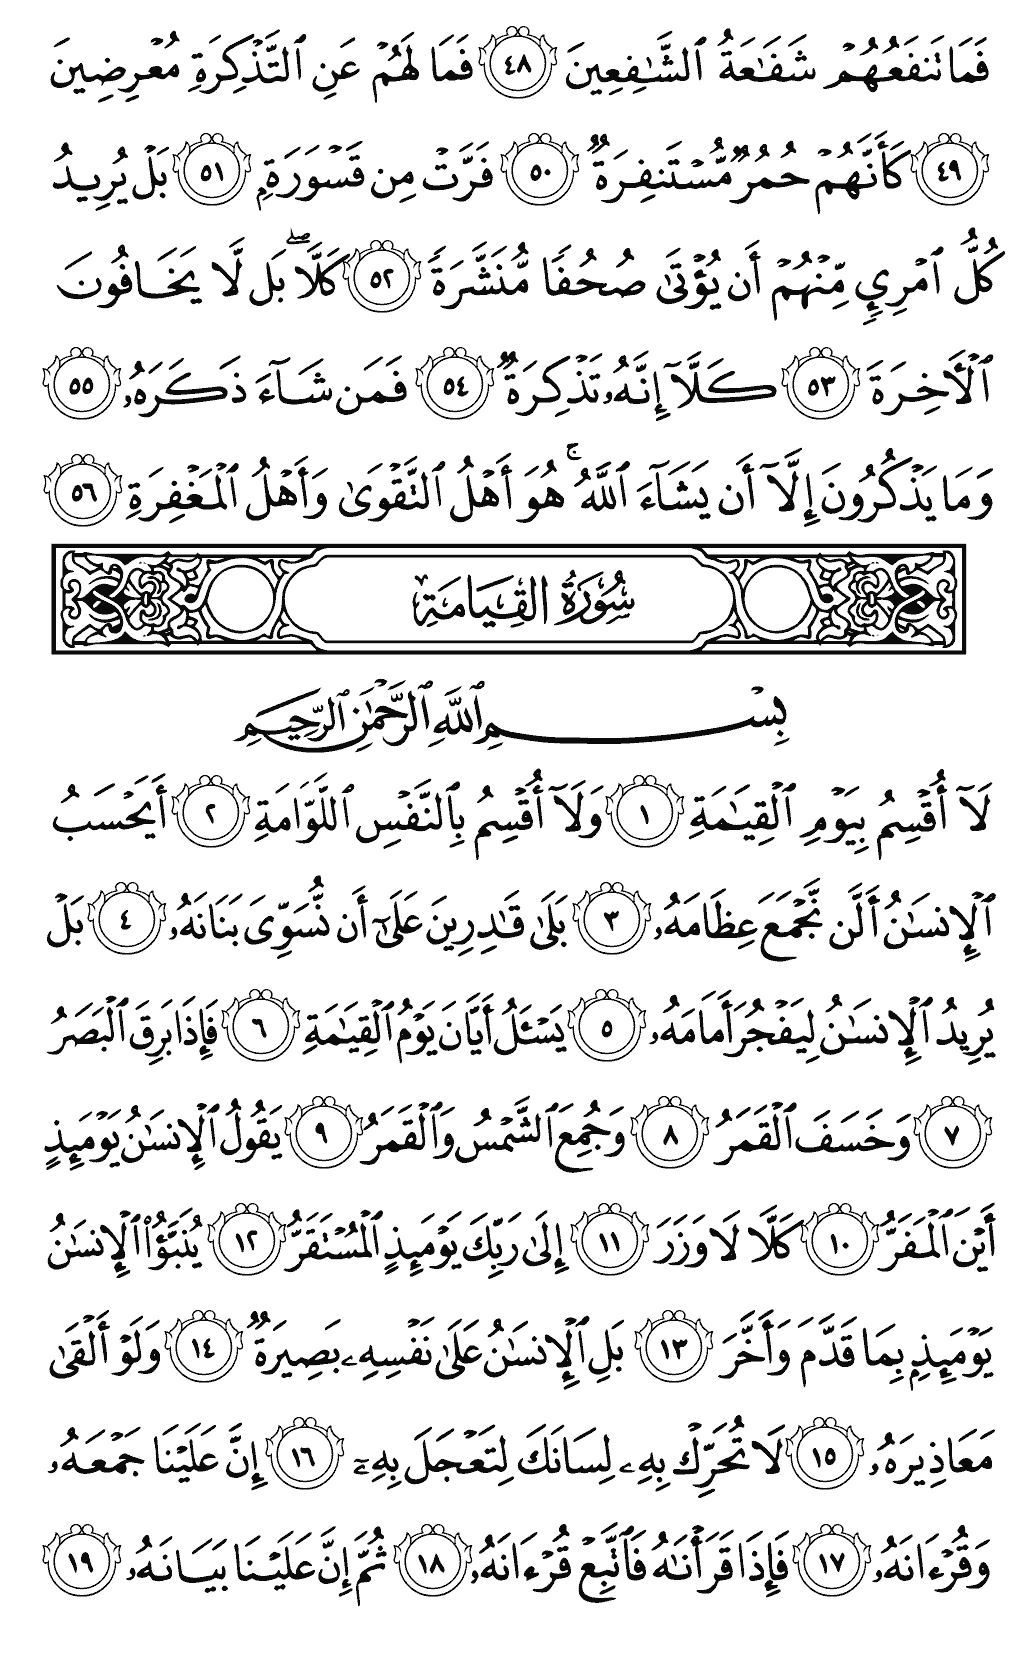 فَمَا تَنفَعُهُمْ شَفَٰعَةُ ٱلشَّٰفِعِينَ ٤٨ فَمَا لَهُمْ عَنِ ٱلتَّذْكِرَةِ مُعْرِضِينَ
٤٩ كَأَنَّهُمْ حُمُرٌ مُّسْتَنفِرَةٌ ٥٠ فَرَّتْ مِن قَسْوَرَةٍۭ ٥١ بَلْ يُرِيدُ
كُلُّ ٱمْرِئٍ مِّنْهُمْ أَن يُؤْتَىٰ صُحُفًا مُّنَشَّرَةً ٥٢ كَلَّا ۖ بَل لَّا يَخَافُونَ
ٱلْءَاخِرَةَ ٥٣ كَلَّآ إِنَّهُۥ تَذْكِرَةٌ ٥٤ فَمَن شَآءَ ذَكَرَهُۥ ٥٥
وَمَا يَذْكُرُونَ إِلَّآ أَن يَشَآءَ ٱللَّهُ ۚ هُوَ أَهْلُ ٱلتَّقْوَىٰ وَأَهْلُ ٱلْمَغْفِرَةِ ٥٦
سُورَةُ القِيَامَةِ
بِسْمِ ٱللَّهِ ٱلرَّحْمَٰنِ ٱلرَّحِيمِ
لَآ أُقْسِمُ بِيَوْمِ ٱلْقِيَٰمَةِ ١ وَلَآ أُقْسِمُ بِٱلنَّفْسِ ٱللَّوَّامَةِ ٢ أَيَحْسَبُ
ٱلْإِنسَٰنُ أَلَّن نَّجْمَعَ عِظَامَهُۥ ٣ بَلَىٰ قَٰدِرِينَ عَلَىٰٓ أَن نُّسَوِّىَ بَنَانَهُۥ ٤ بَلْ
يُرِيدُ ٱلْإِنسَٰنُ لِيَفْجُرَ أَمَامَهُۥ ٥ يَسْـَٔلُ أَيَّانَ يَوْمُ ٱلْقِيَٰمَةِ ٦ فَإِذَا بَرِقَ ٱلْبَصَرُ
٧ وَخَسَفَ ٱلْقَمَرُ ٨ وَجُمِعَ ٱلشَّمْسُ وَٱلْقَمَرُ ٩ يَقُولُ ٱلْإِنسَٰنُ يَوْمَئِذٍ
أَيْنَ ٱلْمَفَرُّ ١٠ كَلَّا لَا وَزَرَ ١١ إِلَىٰ رَبِّكَ يَوْمَئِذٍ ٱلْمُسْتَقَرُّ ١٢ يُنَبَّؤُا۟ ٱلْإِنسَٰنُ
يَوْمَئِذٍۭ بِمَا قَدَّمَ وَأَخَّرَ ١٣ بَلِ ٱلْإِنسَٰنُ عَلَىٰ نَفْسِهِۦ بَصِيرَةٌ ١٤ وَلَوْ أَلْقَىٰ
مَعَاذِيرَهُۥ ١٥ لَا تُحَرِّكْ بِهِۦ لِسَانَكَ لِتَعْجَلَ بِهِۦٓ ١٦ إِنَّ عَلَيْنَا جَمْعَهُۥ
وَقُرْءَانَهُۥ ١٧ فَإِذَا قَرَأْنَٰهُ فَٱتَّبِعْ قُرْءَانَهُۥ ١٨ ثُمَّ إِنَّ عَلَيْنَا بَيَانَهُۥ ١٩